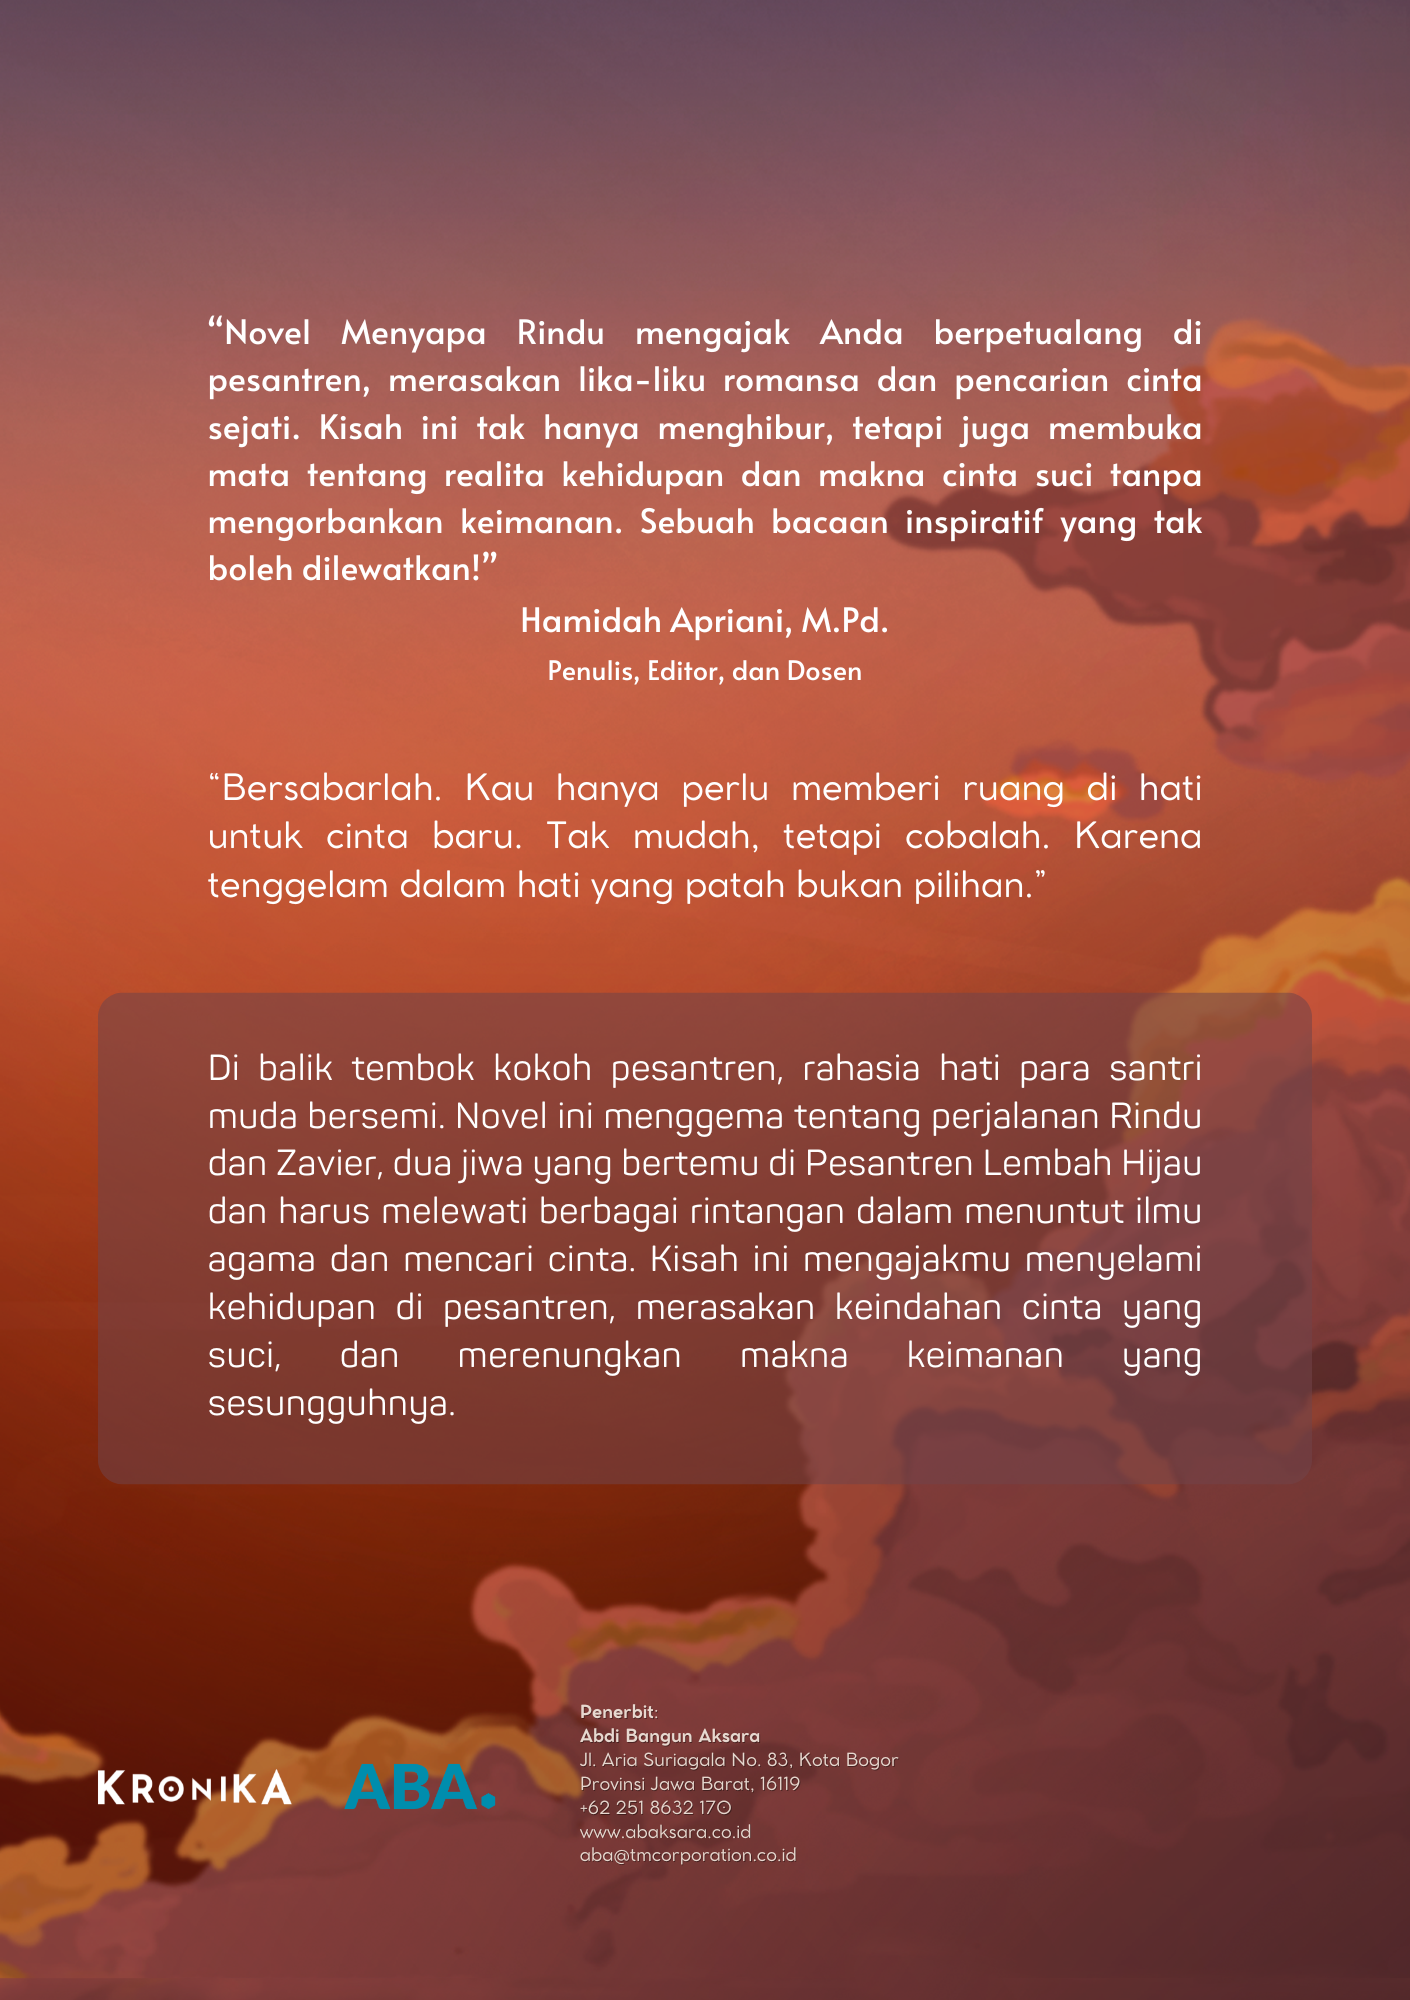 “Novel Menyapa Rindu mengajak Anda berpetualang di
pesantren, merasakan lika-liku romansa dan pencarian cinta
sejati. Kisah ini tak hanya menghibur, tetapi juga membuka
mata tentang realita kehidupan dan makna cinta suci tanpa
mengorbankan keimanan. Sebuah bacaan inspiratif yang tak
boleh dilewatkan!”
Hamidah Apriani, M.Pd.
Penulis, Editor, dan Dosen
“Bersabarlah. Kau hanya perlu memberi ruang di hati
untuk cinta baru. Tak mudah, tetapi cobalah. Karena
tenggelam dalam hati yang patah bukan pilihan.”
Di balik tembok kokoh pesantren, rahasia hati para santri
muda bersemi. Novel ini menggema tentang perjalanan Rindu
dan Zavier, dua jiwa yang bertemu di Pesantren Lembah Hijau
dan harus melewati berbagai rintangan dalam menuntut ilmu
agama dan mencari cinta. Kisah ini mengajakmu menyelami
kehidupan di pesantren, merasakan keindahan cinta yang
suci, dan merenungkan makna keimanan yang
sesungguhnya.
KRONIKA
ABA.
Penerbit:
Abdi Bangun Aksara
Jl. Aria Suriagala No. 83, Kota Bogor
Provinsi Jawa Barat, 16119
+62 251 8632 170
www.abaksara.co.id
aba@tmcorporation.co.id